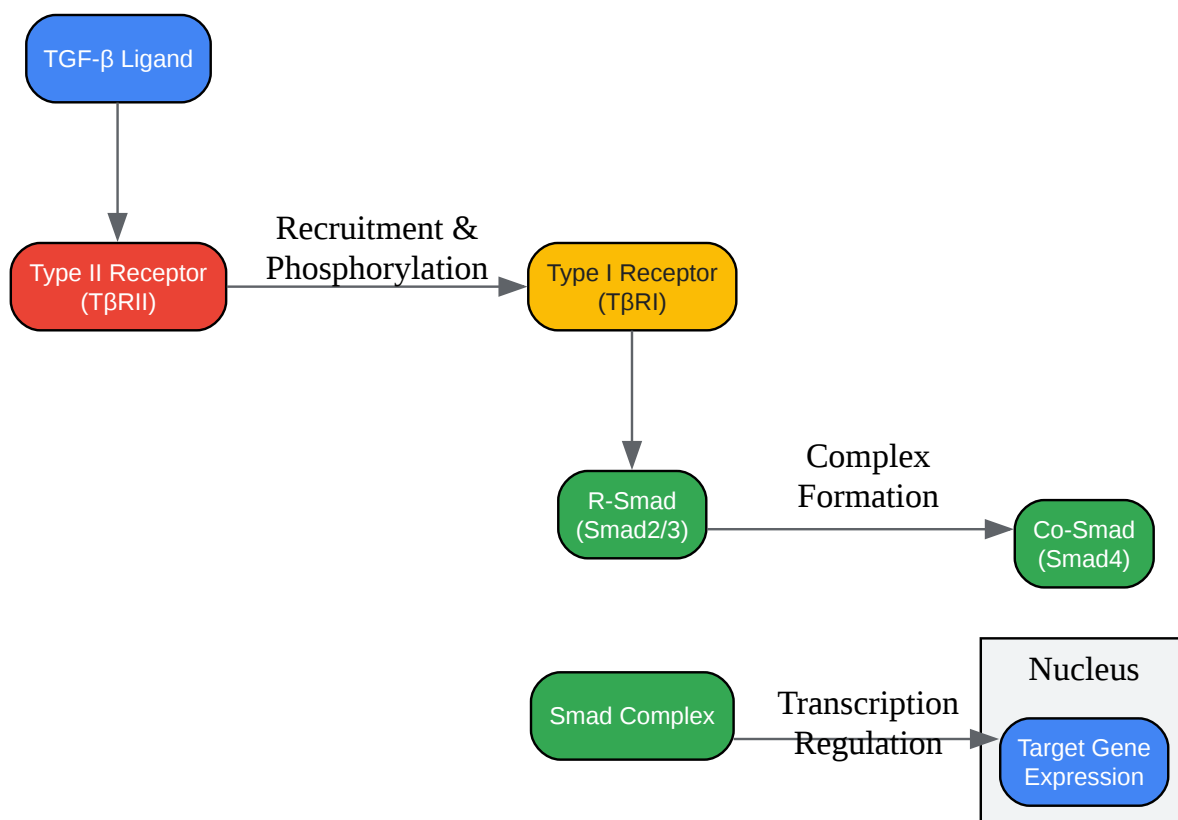 TGF-β Ligand
Recruitment &
Phosphorylation
Type II Receptor
(TβRII)
Type I Receptor
(TβRI)
Complex
Formation
R-Smad
(Smad2/3)
Co-Smad
(Smad4)
Nucleus
Smad Complex
Transcription
Regulation
Target Gene
Expression